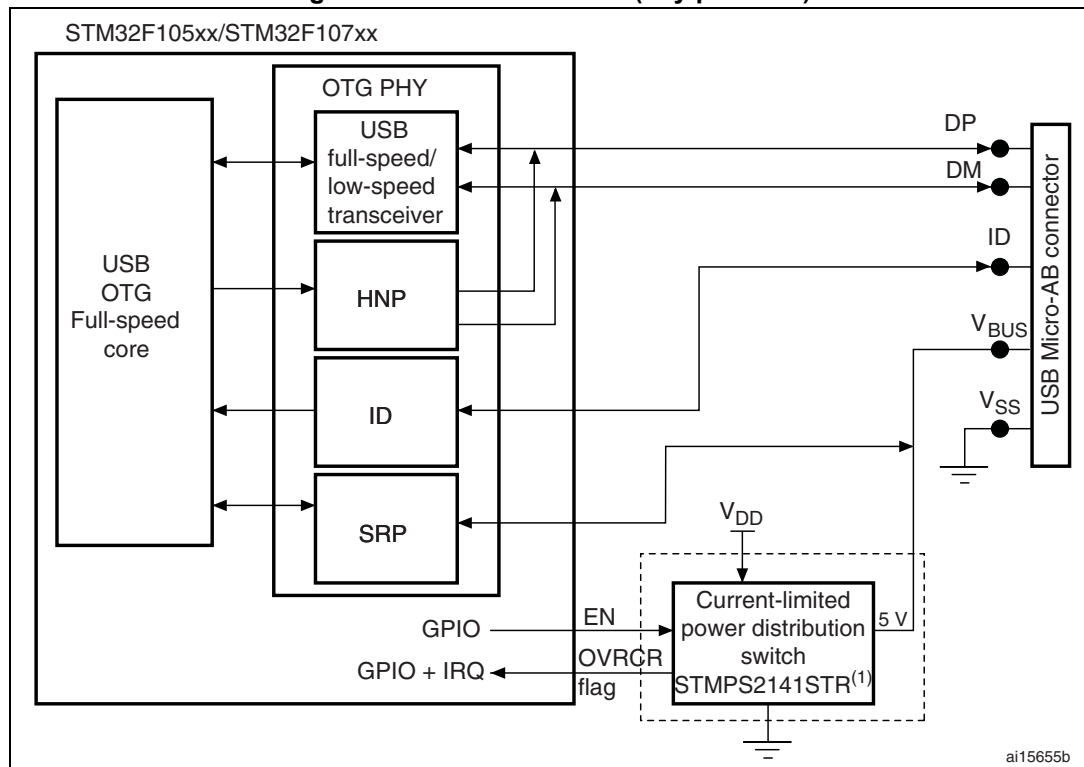 STM32F105xx/STM32F107xx
OTG PHY
USB
full-speed/
low-speed
transceiver
USB
OTG
Full-speed
core
HNP
ID
SRP
DP
DM
ID
VBUS
VSS
USB Micro-AB connector
VDD
Current-limited
power distribution
switch
STMPS2141STR(1)
5 V
GPIO
EN
GPIO + IRQ
OVRCR
flag
ai15655b